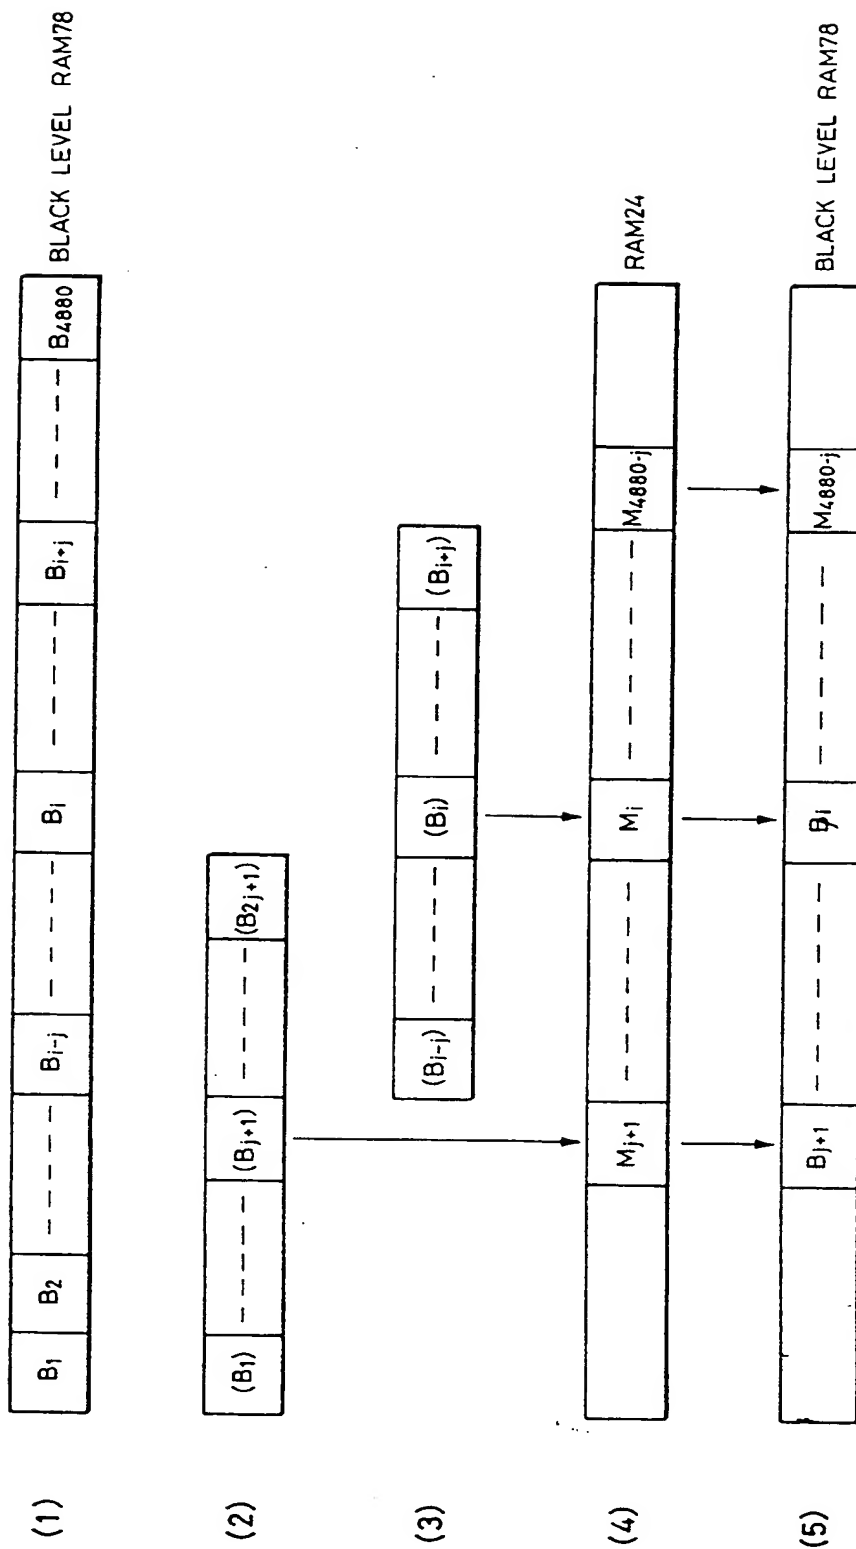 (1) B1 B2 ----- Bi-j ----- Bi ----- Bi+j ----- B4880 BLACK LEVEL RAM78
(2) (B1) ----- (Bj+1) ----- (B2j+1)
(3) (Bi-j) ----- (Bi) ----- (Bi+j)
(4) Mj+1 ------ Mi ------ M4880-j RAM24
(5) Bj+1 ------ Bi ------ M4880-j BLACK LEVEL RAM78